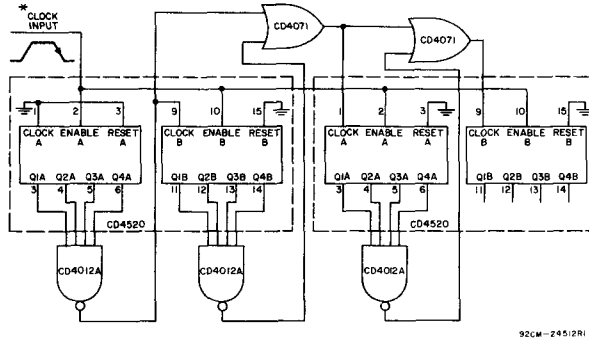 *
CLOCK
INPUT
CD4071
CD4071
1 2 3 9 10 15 1 2 3 9 10 15
CLOCK ENABLE RESET
A A A
Q1A Q2A Q3A Q4A
3 4 5 6
CLOCK ENABLE RESET
B B B
Q1B Q2B Q3B Q4B
11 12 13 14
CD4520
CLOCK ENABLE RESET
A A A
Q1A Q2A Q3A Q4A
3 4 5 6
CLOCK ENABLE RESET
B B B
Q1B Q2B Q3B Q4B
11 12 13 14
CD4520
CD4012A
CD4012A
CD4012A
92CM-24512R1